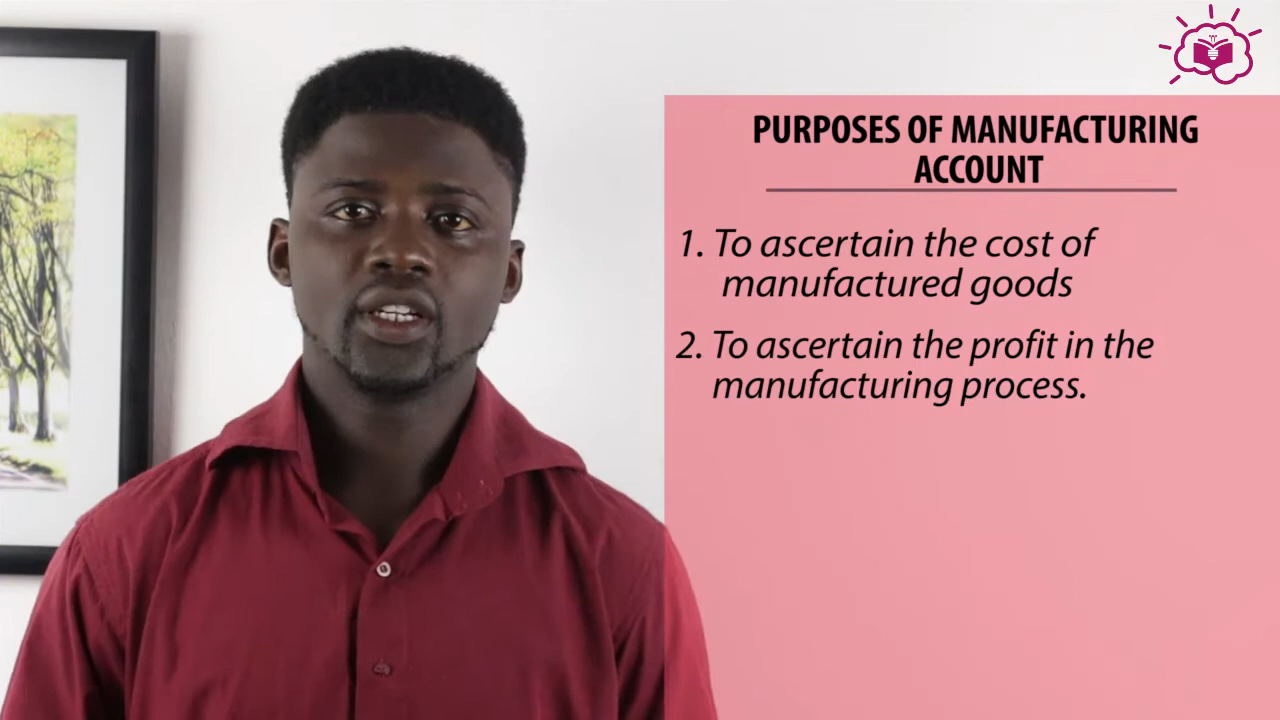 PURPOSES OF MANUFACTURING
ACCOUNT
1. To ascertain the cost of
manufactured goods
2. To ascertain the profit in the
manufacturing process.